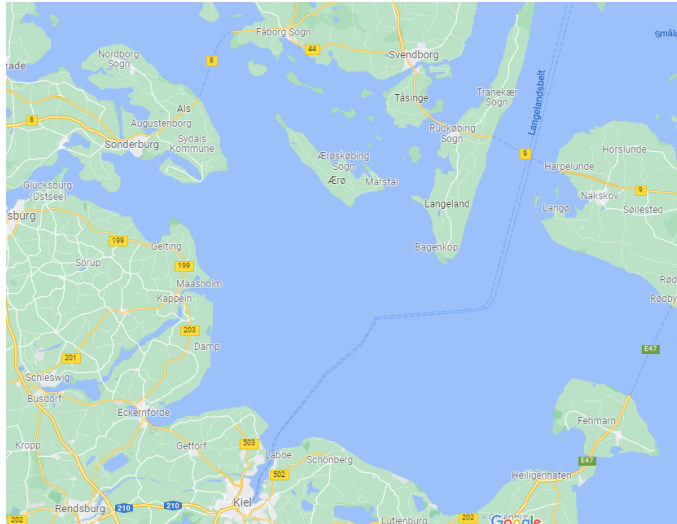 Fåborg Sogn
44
Svendborg
Småla
Nordborg
Sogn
8
rade
Tåsinge
Tranekær
Sogn
Langelandsbelt
Als
Augustenborg
8
Sonderburg
Sydals
Kommune
Rudkøbing
Sogn
9
Horslunde
Ærøskøbing
Sogn
Ærø
Marstal
Harpelunde
9
Nakskov
Glücksburg
(Ostsee)
sburg
Langeland
Langø
Søllested
199
Gelting
Bagenkop
Sörup
199
Maasholm
Kappeln
Rød
Rødby
203
Damp
201
E47
Schleswig
Busdorf
Eckernförde
Fehmarn
Kropp
Gettorf
503
Laboe
Schönberg
E47
502
Heiligenhafen
Rendsburg
210
210
Kiel
202
202
Lütjenburg
Google